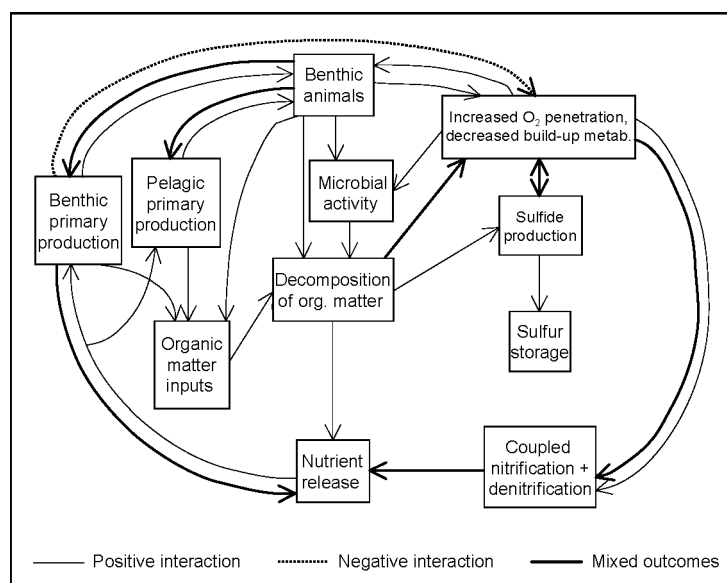 Benthic
animals
Increased O₂ penetration,
decreased build-up metab.
Benthic
primary
production
Pelagic
primary
production
Microbial
activity
Sulfide
production
Decomposition
of org. matter
Organic
matter
inputs
Sulfur
storage
Nutrient
release
Coupled
nitrification +
denitrification
Positive interaction
Negative interaction
Mixed outcomes